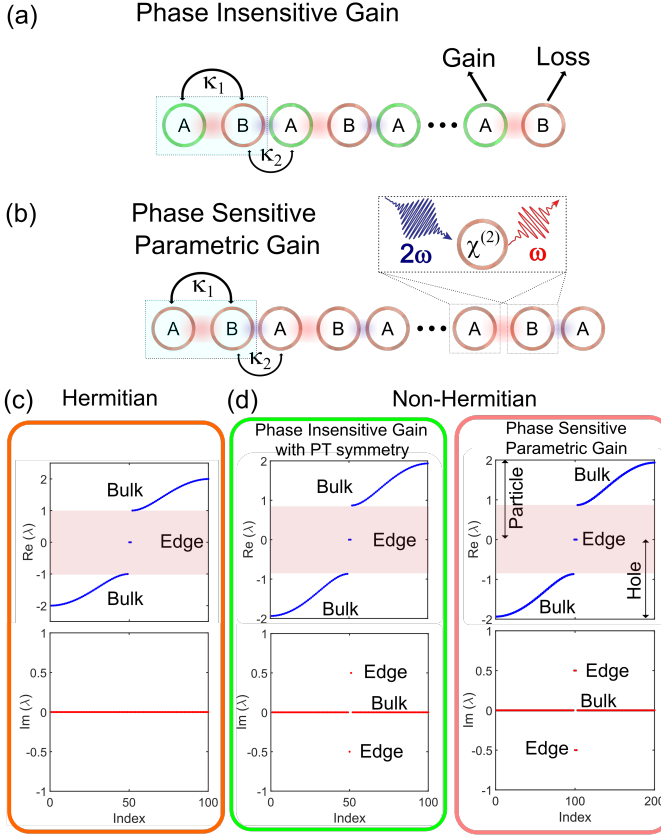 (a) Phase Insensitive Gain
Gain Loss
κ1
A B A B A ••• A B
κ2
(b) Phase Sensitive
Parametric Gain
2ω χ(2) ω
κ1
A B A B A ••• A B A
κ2
(c) Hermitian (d) Non-Hermitian
Phase Insensitive Gain
with PT symmetry
Phase Sensitive
Parametric Gain
2
1
0
-1
-2
Re (λ)
Bulk
Edge
Bulk
1
0.5
0
-0.5
-1
Im (λ)
0 50 100
Index
2
1
0
-1
-2
Re (λ)
Bulk
Edge
Bulk
1
0.5
0
-0.5
-1
Im (λ)
Edge
Bulk
Edge
0 50 100
Index
2
1
0
-1
-2
Re (λ)
Particle
Bulk
Edge
Hole
Bulk
1
0.5
0
-0.5
-1
Im (λ)
Edge
Bulk
Edge
0 100 200
Index